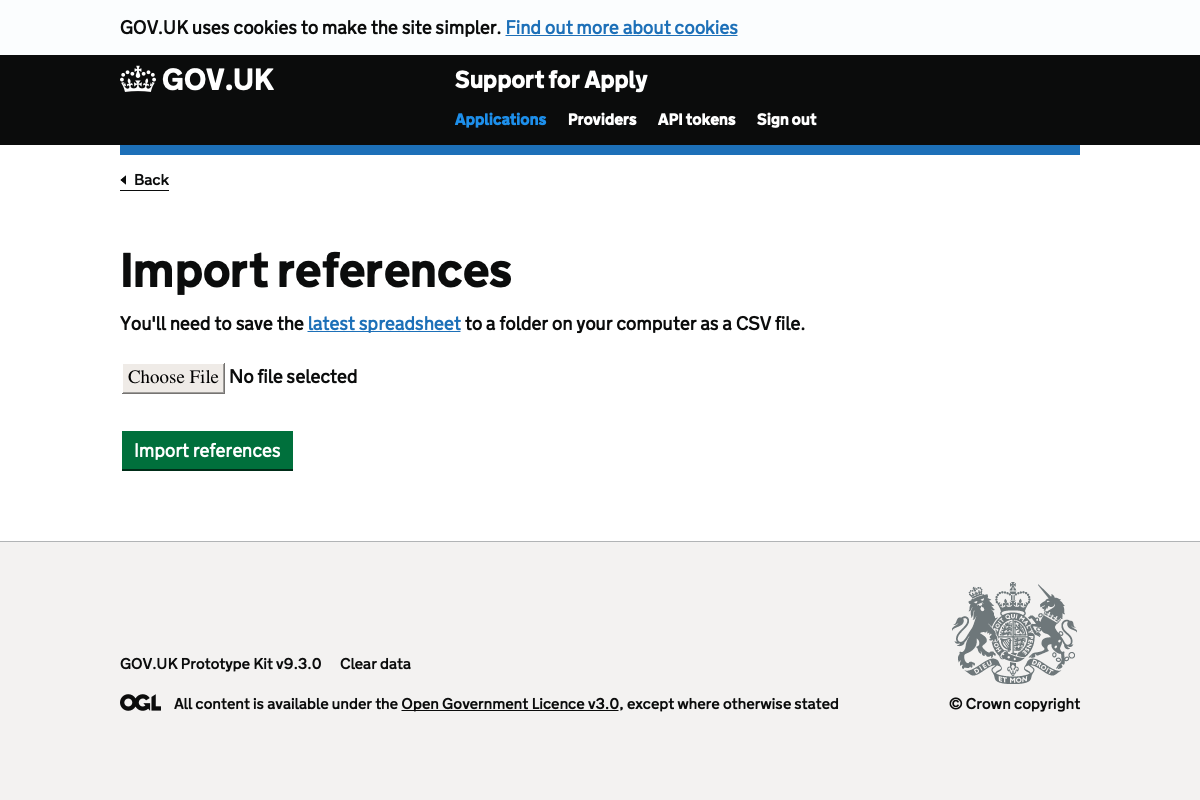 GOV.UK uses cookies to make the site simpler. Find out more about cookies
GOV.UK
Support for Apply
Applications Providers API tokens Sign out
Back
Import references
You'll need to save the latest spreadsheet to a folder on your computer as a CSV file.
Choose File No file selected
Import references
GOV.UK Prototype Kit v9.3.0 Clear data
OGL All content is available under the Open Government Licence v3.0, except where otherwise stated
DIEU ET MON DROIT
© Crown copyright